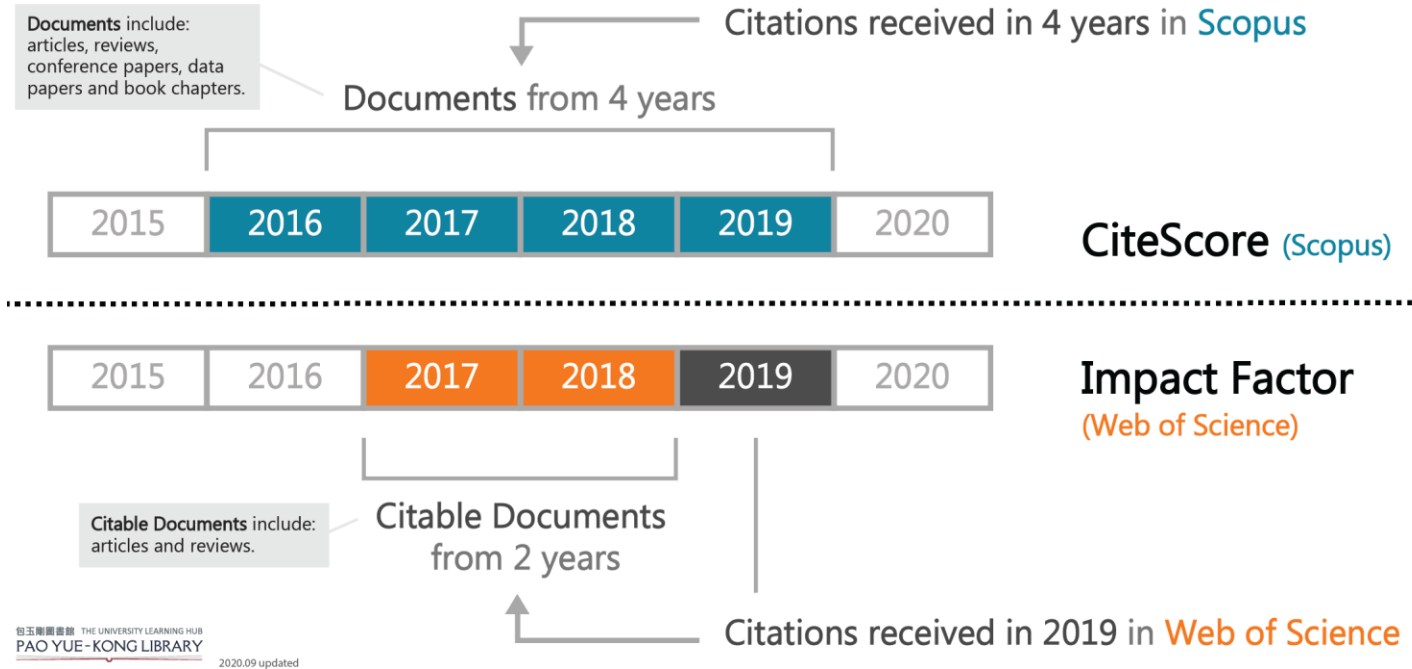 Documents include:
articles, reviews,
conference papers, data
papers and book chapters.
Citations received in 4 years in Scopus
Documents from 4 years
2015 2016 2017 2018 2019 2020
CiteScore (Scopus)
2015 2016 2017 2018 2019 2020
Impact Factor
(Web of Science)
Citable Documents include:
articles and reviews.
Citable Documents
from 2 years
Citations received in 2019 in Web of Science
包玉剛圖書館 THE UNIVERSITY LEARNING HUB
PAO YUE-KONG LIBRARY
2020.09 updated